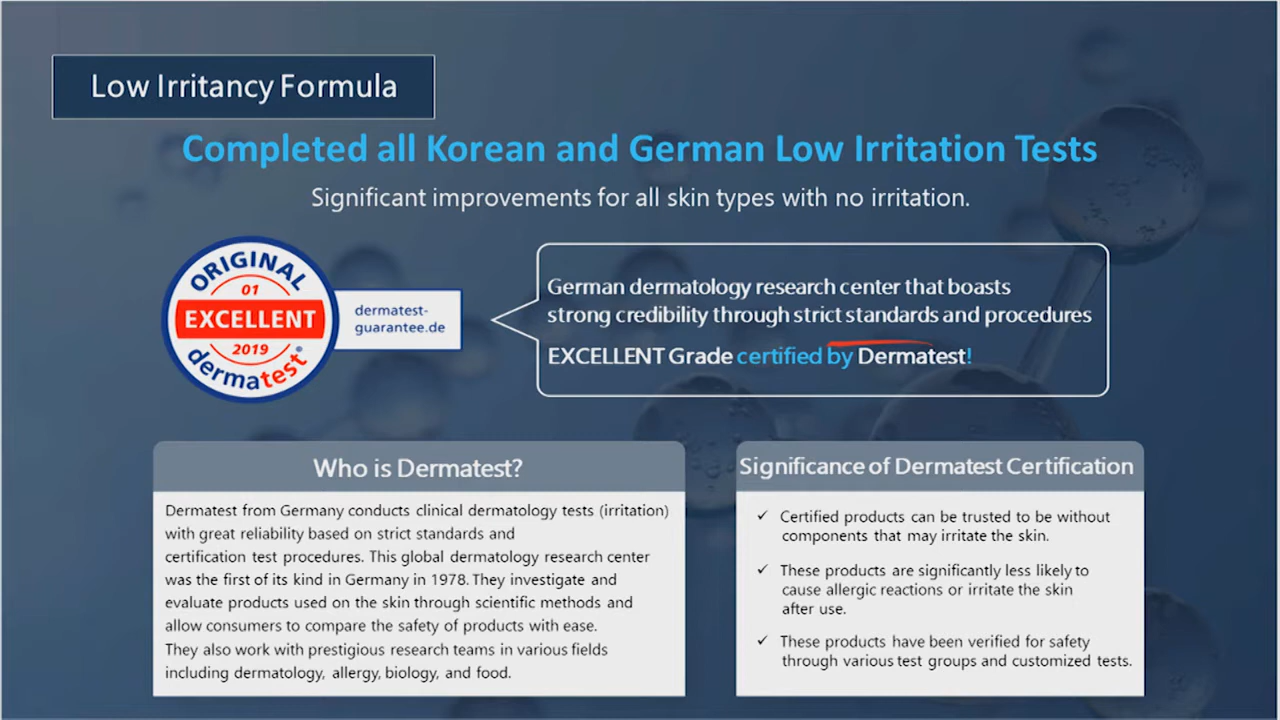 Low Irritancy Formula
Completed all Korean and German Low Irritation Tests
Significant improvements for all skin types with no irritation.
ORIGINAL
01
EXCELLENT
2019
dermatest®
dermatest-
guarantee.de
German dermatology research center that boasts
strong credibility through strict standards and procedures
EXCELLENT Grade certified by Dermatest!
Who is Dermatest?
Dermatest from Germany conducts clinical dermatology tests (irritation)
with great reliability based on strict standards and
certification test procedures. This global dermatology research center
was the first of its kind in Germany in 1978. They investigate and
evaluate products used on the skin through scientific methods and
allow consumers to compare the safety of products with ease.
They also work with prestigious research teams in various fields
including dermatology, allergy, biology, and food.
Significance of Dermatest Certification
✓ Certified products can be trusted to be without
components that may irritate the skin.
✓ These products are significantly less likely to
cause allergic reactions or irritate the skin
after use.
✓ These products have been verified for safety
through various test groups and customized tests.